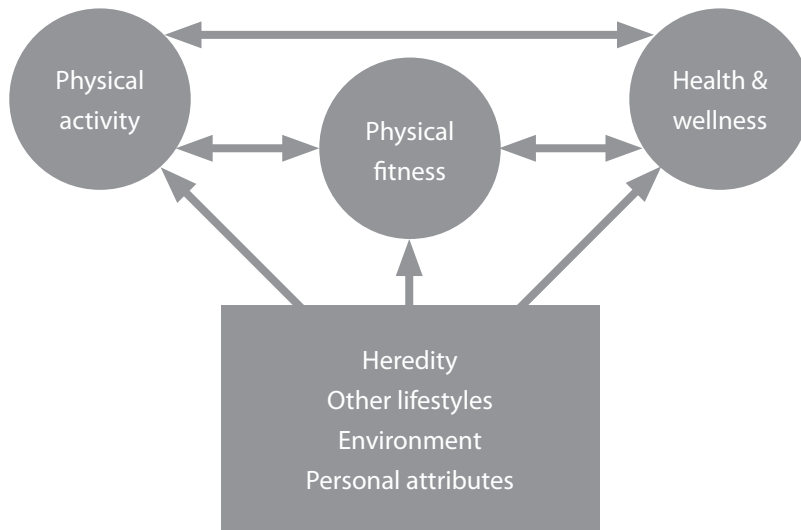 Physical
activity
Physical
fitness
Health &
wellness
Heredity
Other lifestyles
Environment
Personal attributes